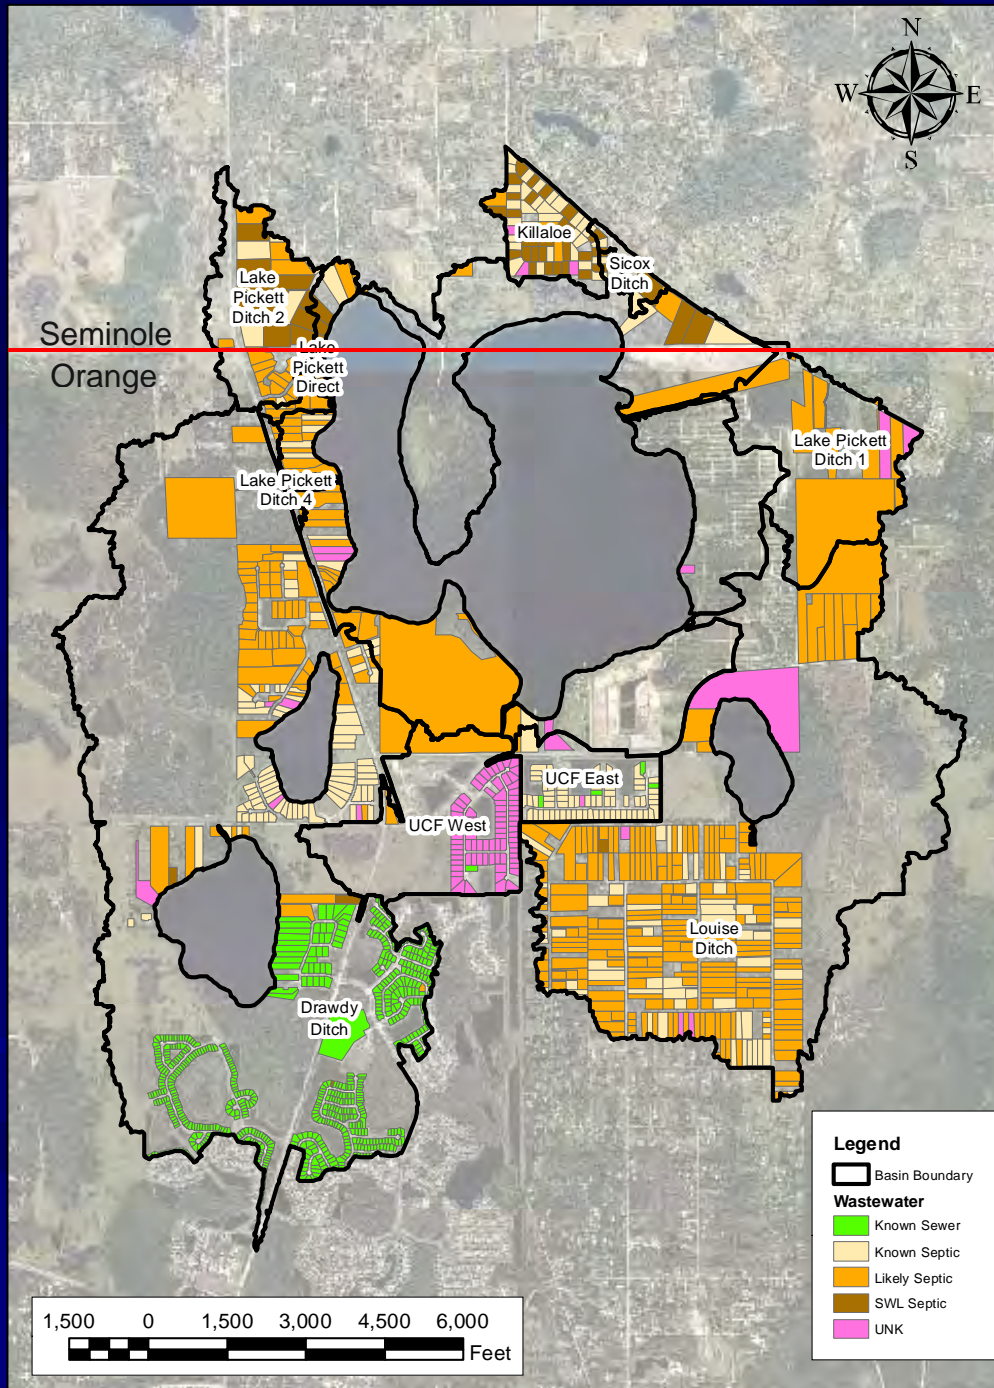 N
W
E
S
Killaloe
Sicox
Ditch
Lake
Pickett
Ditch 2
Seminole
Orange
Lake
Pickett
Direct
Lake Pickett
Ditch 1
Lake Pickett
Ditch 4
UCF East
UCF West
Louise
Ditch
Drawdy
Ditch
Legend
Basin Boundary
Wastewater
Known Sewer
Known Septic
Likely Septic
SWL Septic
UNK
1,500 0 1,500 3,000 4,500 6,000
Feet